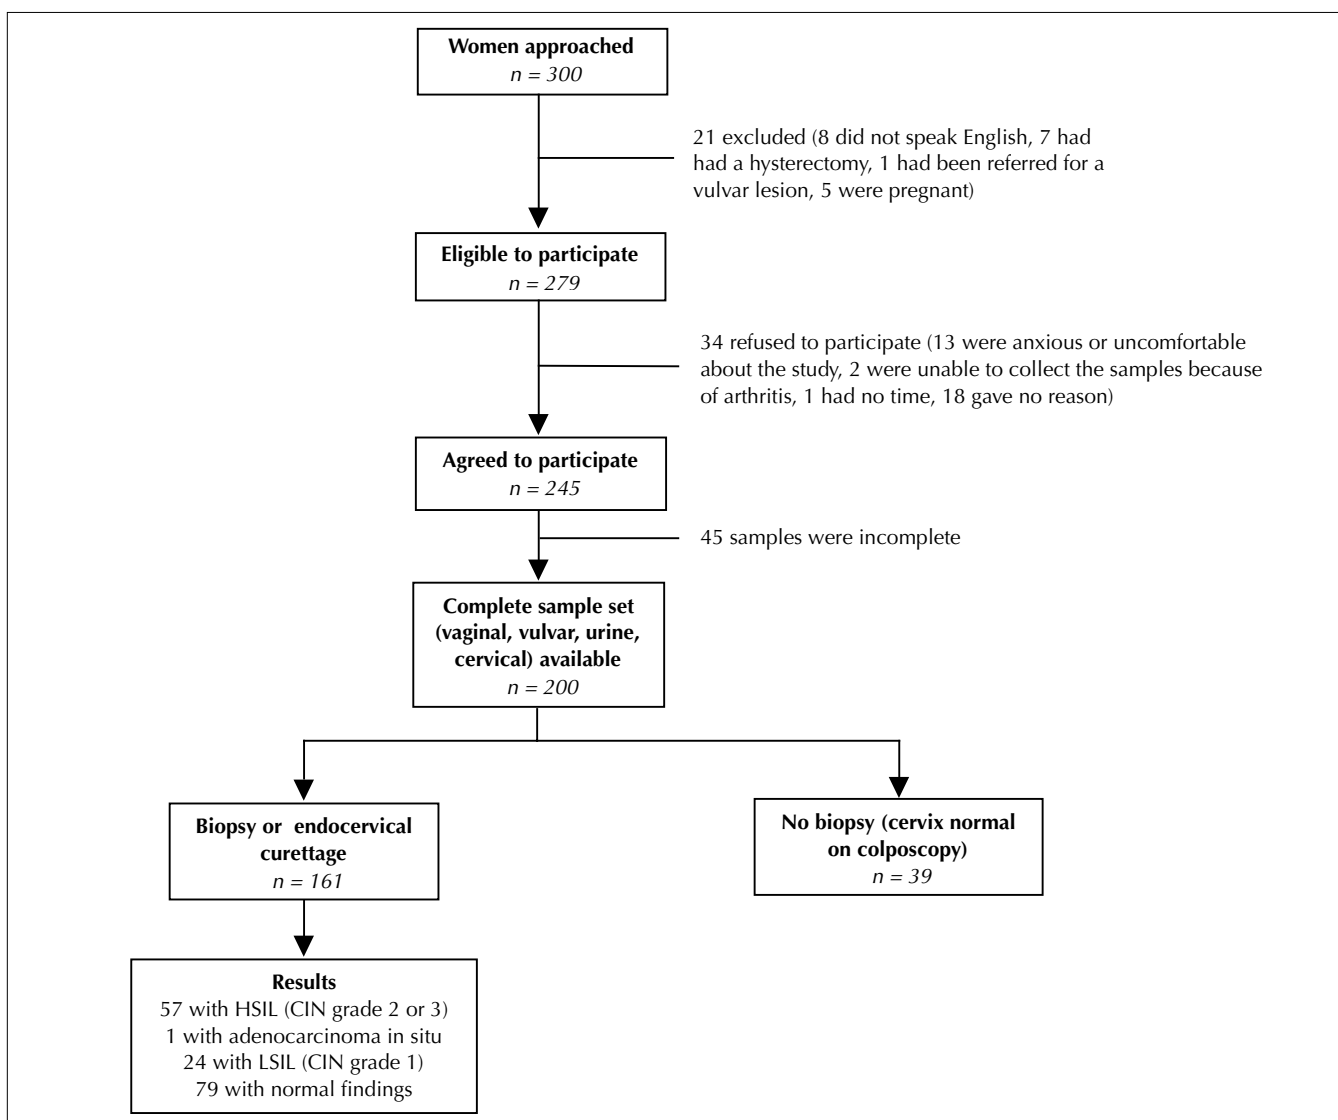 Women approached
n = 300
21 excluded (8 did not speak English, 7 had
had a hysterectomy, 1 had been referred for a
vulvar lesion, 5 were pregnant)
Eligible to participate
n = 279
34 refused to participate (13 were anxious or uncomfortable
about the study, 2 were unable to collect the samples because
of arthritis, 1 had no time, 18 gave no reason)
Agreed to participate
n = 245
45 samples were incomplete
Complete sample set
(vaginal, vulvar, urine,
cervical) available
n = 200
Biopsy or endocervical
curettage
n = 161
No biopsy (cervix normal
on colposcopy)
n = 39
Results
57 with HSIL (CIN grade 2 or 3)
1 with adenocarcinoma in situ
24 with LSIL (CIN grade 1)
79 with normal findings